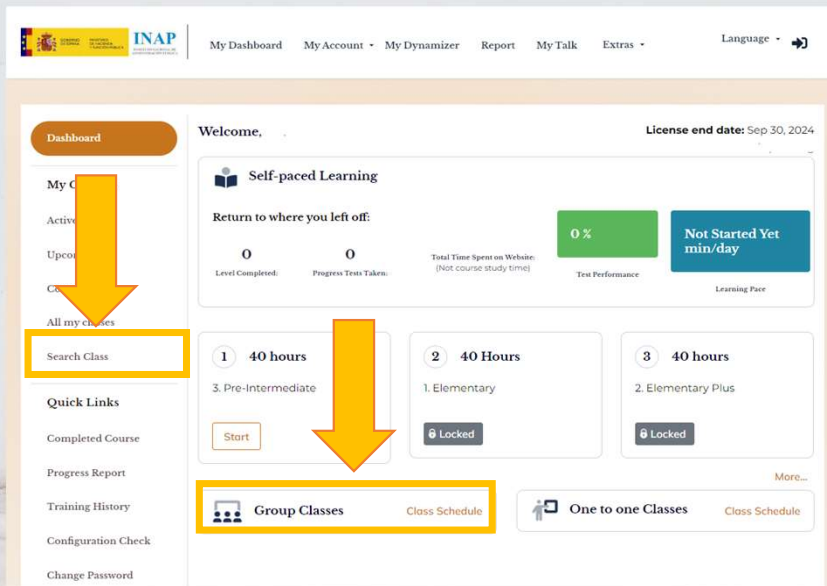 GOBIERNO DE ESPAÑA
INAP
My Dashboard
My Account
My Dynamizer
Report
My Talk
Extras
Language
Dashboard
Welcome,
License end date: Sep 30, 2024
Self-paced Learning
Return to where you left off:
0
Level Completed:
0
Progress Tests Taken:
Total Time Spent on Website:
(Not course study time)
0 %
Test Performance
Not Started Yet
min/day
Learning Pace
My
Active
All my classes
Search Class
1 40 hours
3. Pre-Intermediate
Start
2 40 Hours
1. Elementary
Locked
3 40 hours
2. Elementary Plus
Locked
More...
Quick Links
Completed Course
Progress Report
Training History
Configuration Check
Change Password
Group Classes
Class Schedule
One to one Classes
Class Schedule